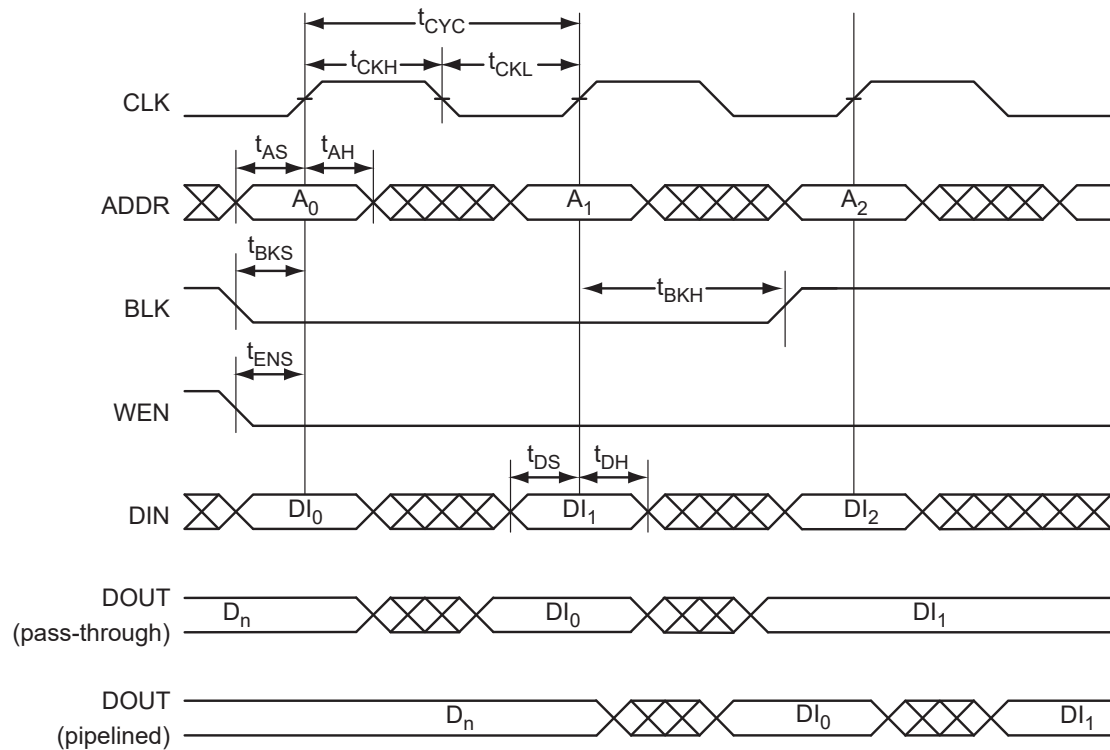 tCYC
tCKH tCKL
CLK
tAS tAH
ADDR A0 A1 A2
tBKS
tBKH
BLK
tENS
WEN
tDS tDH
DIN DI0 DI1 DI2
DOUT
(pass-through)
Dn DI0 DI1
DOUT
(pipelined)
Dn DI0 DI1